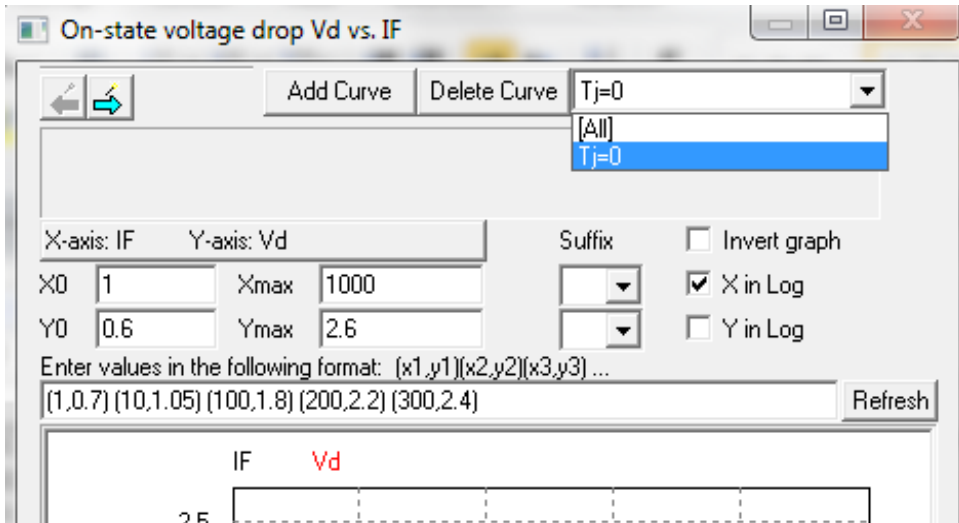 On-state voltage drop Vd vs. IF
Add Curve Delete Curve Tj=0
[All]
Tj=0
X-axis: IF Y-axis: Vd Suffix Invert graph
X0 1 Xmax 1000 X in Log
Y0 0.6 Ymax 2.6 Y in Log
Enter values in the following format: (x1,y1)(x2,y2)(x3,y3) ...
(1,0.7) (10,1.05) (100,1.8) (200,2.2) (300,2.4) Refresh
IF Vd
2.5